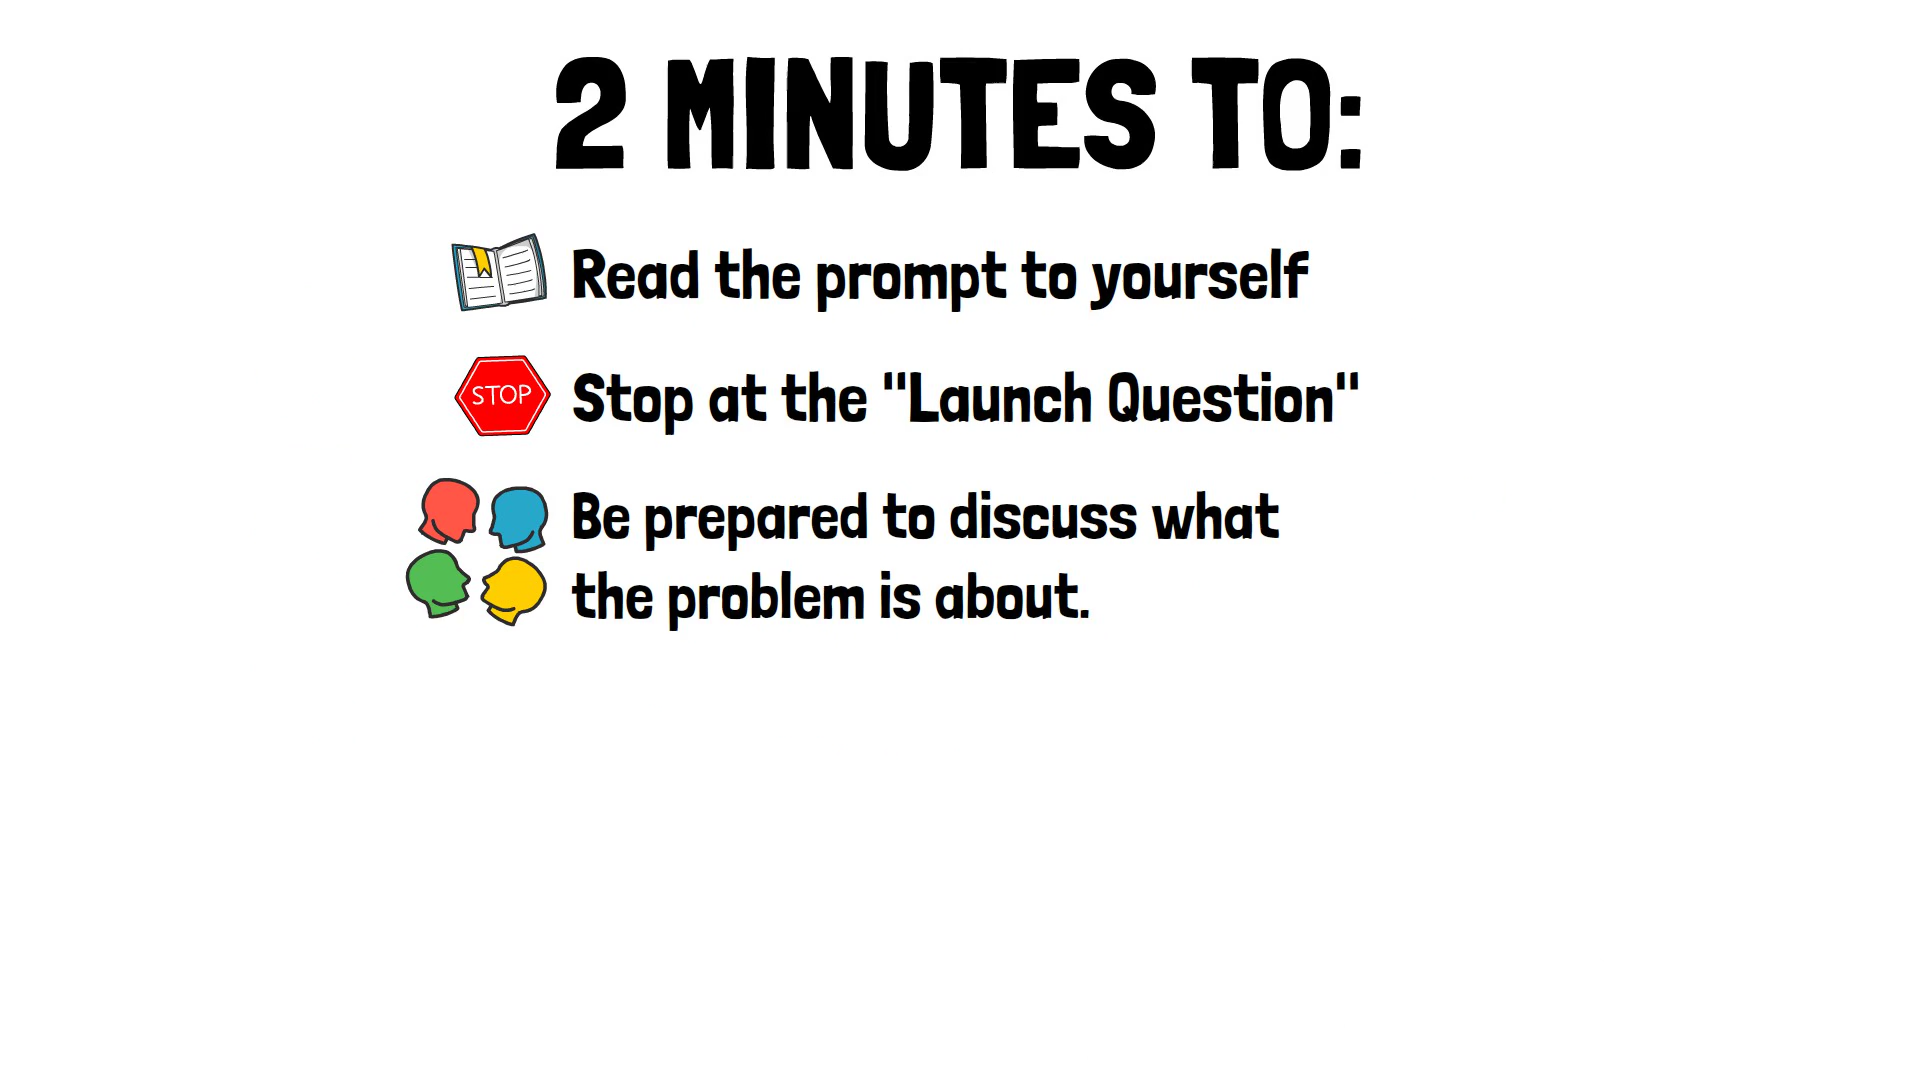 2 MINUTES TO:
Read the prompt to yourself
STOP
Stop at the "Launch Question"
Be prepared to discuss what
the problem is about.